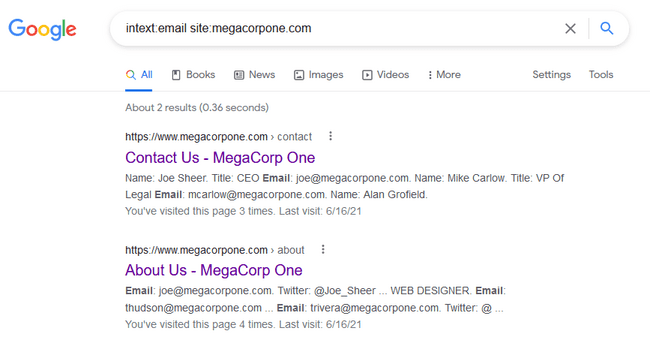 Google
intext:email site:megacorpone.com
All Books News Images Videos More Settings Tools
About 2 results (0.36 seconds)
https://www.megacorpone.com › contact
Contact Us - MegaCorp One
Name: Joe Sheer. Title: CEO Email: joe@megacorpone.com. Name: Mike Carlow. Title: VP Of
Legal Email: mcarlow@megacorpone.com. Name: Alan Grofield.
You've visited this page 3 times. Last visit: 6/16/21
https://www.megacorpone.com › about
About Us - MegaCorp One
Email: joe@megacorpone.com. Twitter: @Joe_Sheer ... WEB DESIGNER. Email:
thudson@megacorpone.com ... Email: trivera@megacorpone.com. Twitter: @ ...
You've visited this page 4 times. Last visit: 6/16/21